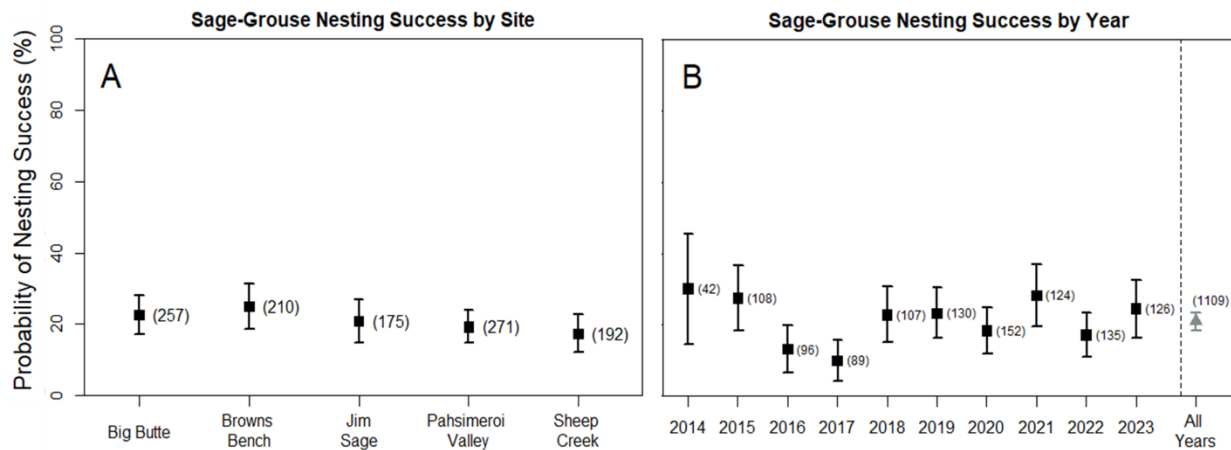 Sage-Grouse Nesting Success by Site
Sage-Grouse Nesting Success by Year
Probability of Nesting Success (%)
100
80
60
40
20
0
A
(257)
(210)
(175)
(271)
(192)
Big Butte
Browns
Bench
Jim
Sage
Pahsimeroi
Valley
Sheep
Creek
B
(42)
(108)
(96)
(89)
(107)
(130)
(152)
(124)
(135)
(126)
(1109)
2014 2015 2016 2017 2018 2019 2020 2021 2022 2023
All
Years